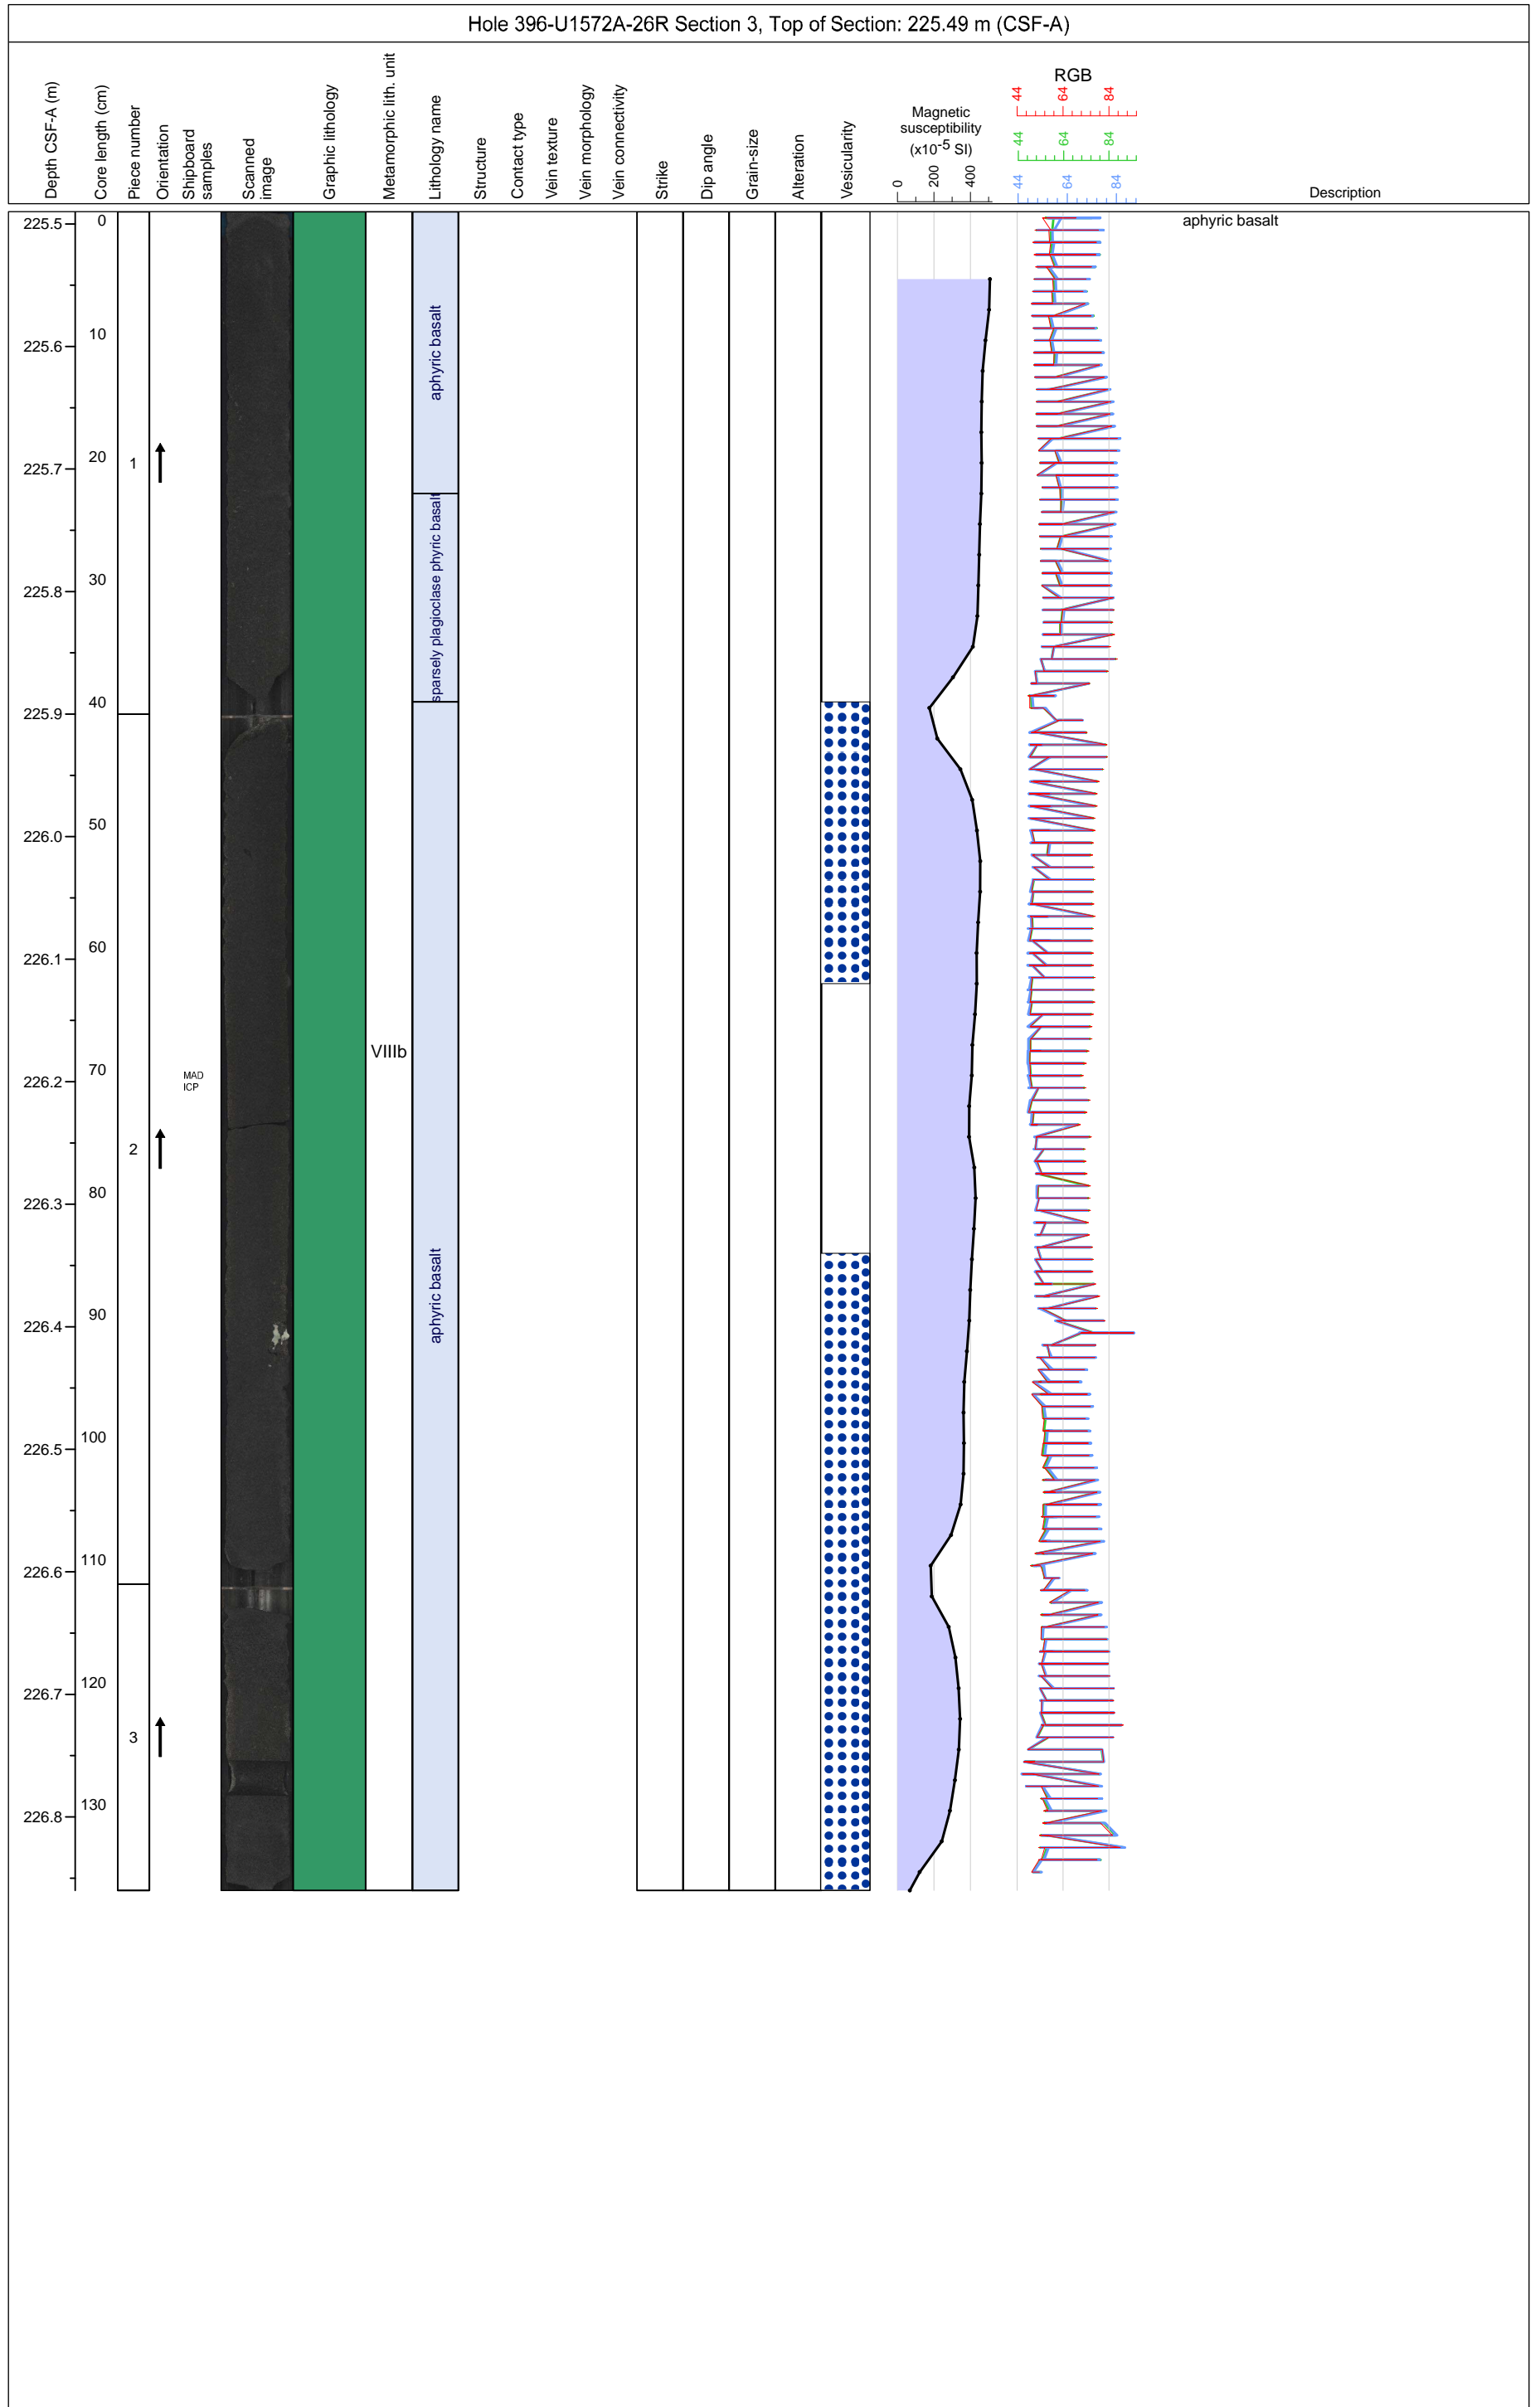 Hole 396-U1572A-26R Section 3, Top of Section: 225.49 m (CSF-A)
Depth CSF-A (m)
Core length (cm)
Piece number
Orientation
Shipboard
samples
Scanned
image
Graphic lithology
Metamorphic lith. unit
Lithology name
Structure
Contact type
Vein texture
Vein morphology
Vein connectivity
Strike
Dip angle
Grain-size
Alteration
Vesicularity
Magnetic
susceptibility
(x10-5 SI)
0 200 400
RGB
44 64 84
44 64 84
44 64 84
Description
aphyric basalt
225.5
225.6
225.7
225.8
225.9
226.0
226.1
226.2
226.3
226.4
226.5
226.6
226.7
226.8
0
10
20
30
40
50
60
70
80
90
100
110
120
130
1
2
3
MAD
ICP
VIIIb
aphyric basalt
sparsely plagioclase phyric basalt
aphyric basalt